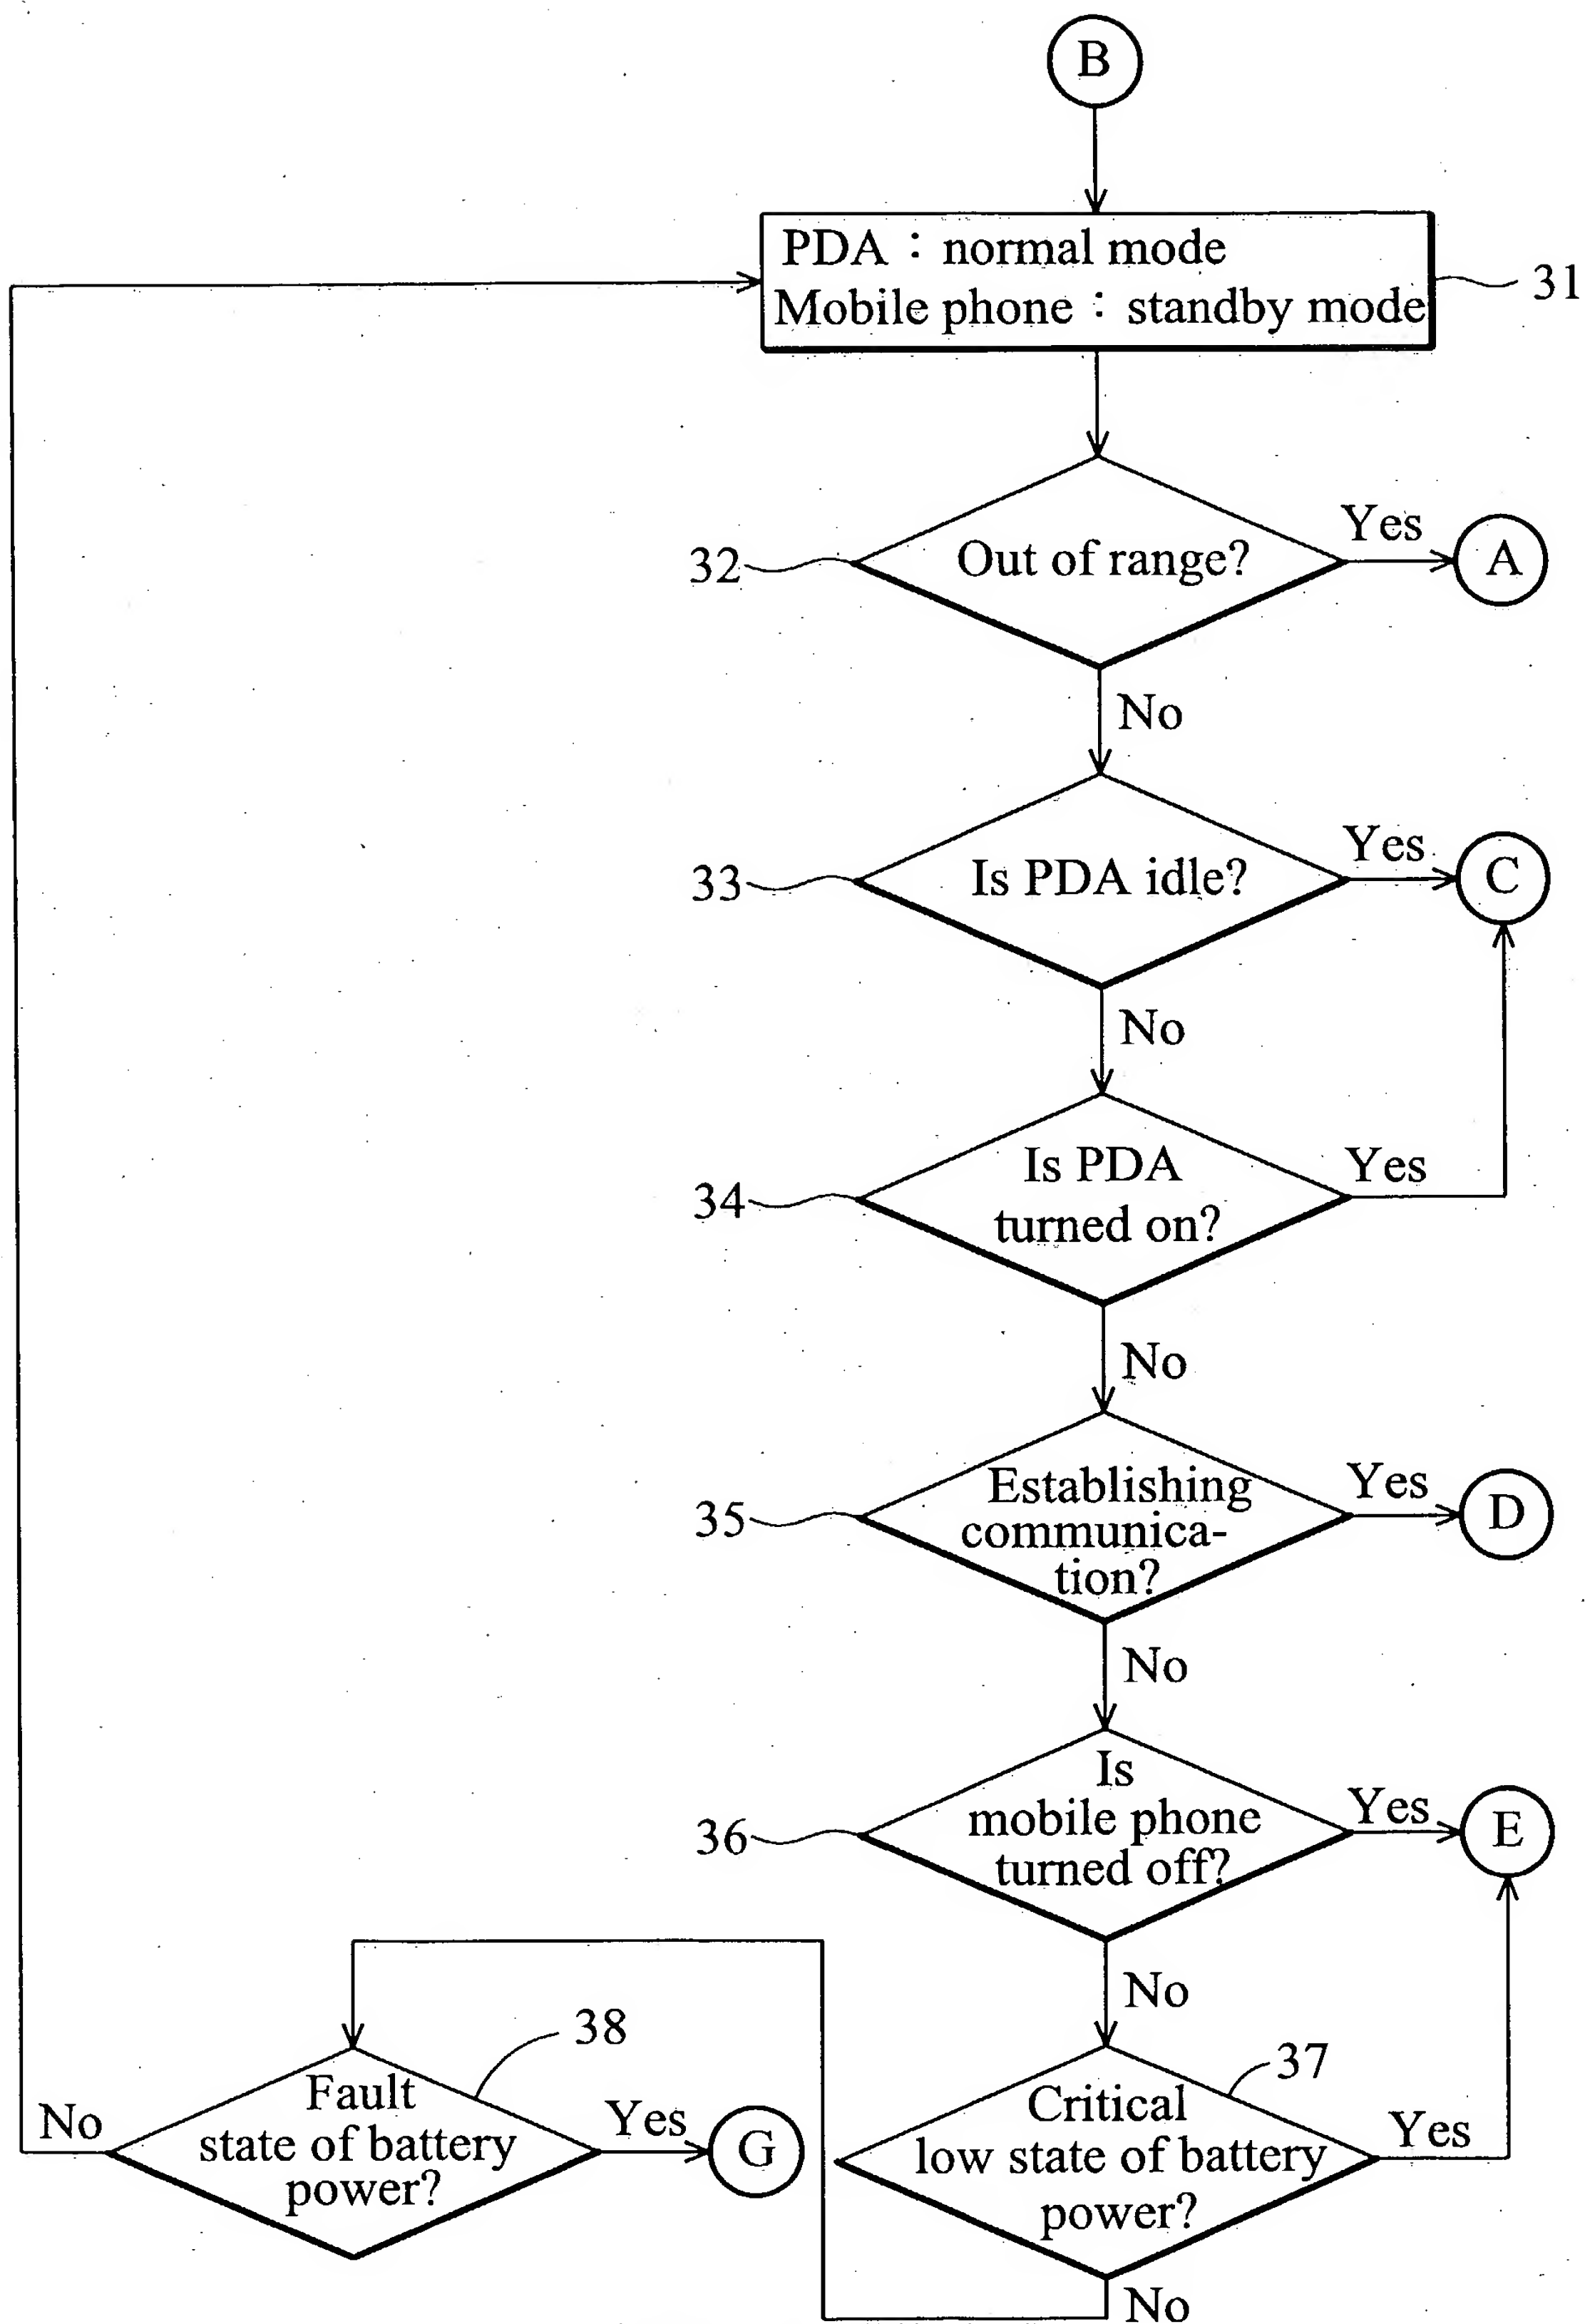 B
PDA : normal mode
Mobile phone : standby mode
31
Yes
32
Out of range?
A
No
Yes
33
Is PDA idle?
C
No
Is PDA
Yes
34
turned on?
No
Establishing
Yes
35
communica-
D
tion?
No
Is
Yes
36
mobile phone
E
turned off?
No
38
37
Fault
Critical
No
Yes
Yes
state of battery
G
low state of battery
power?
power?
No